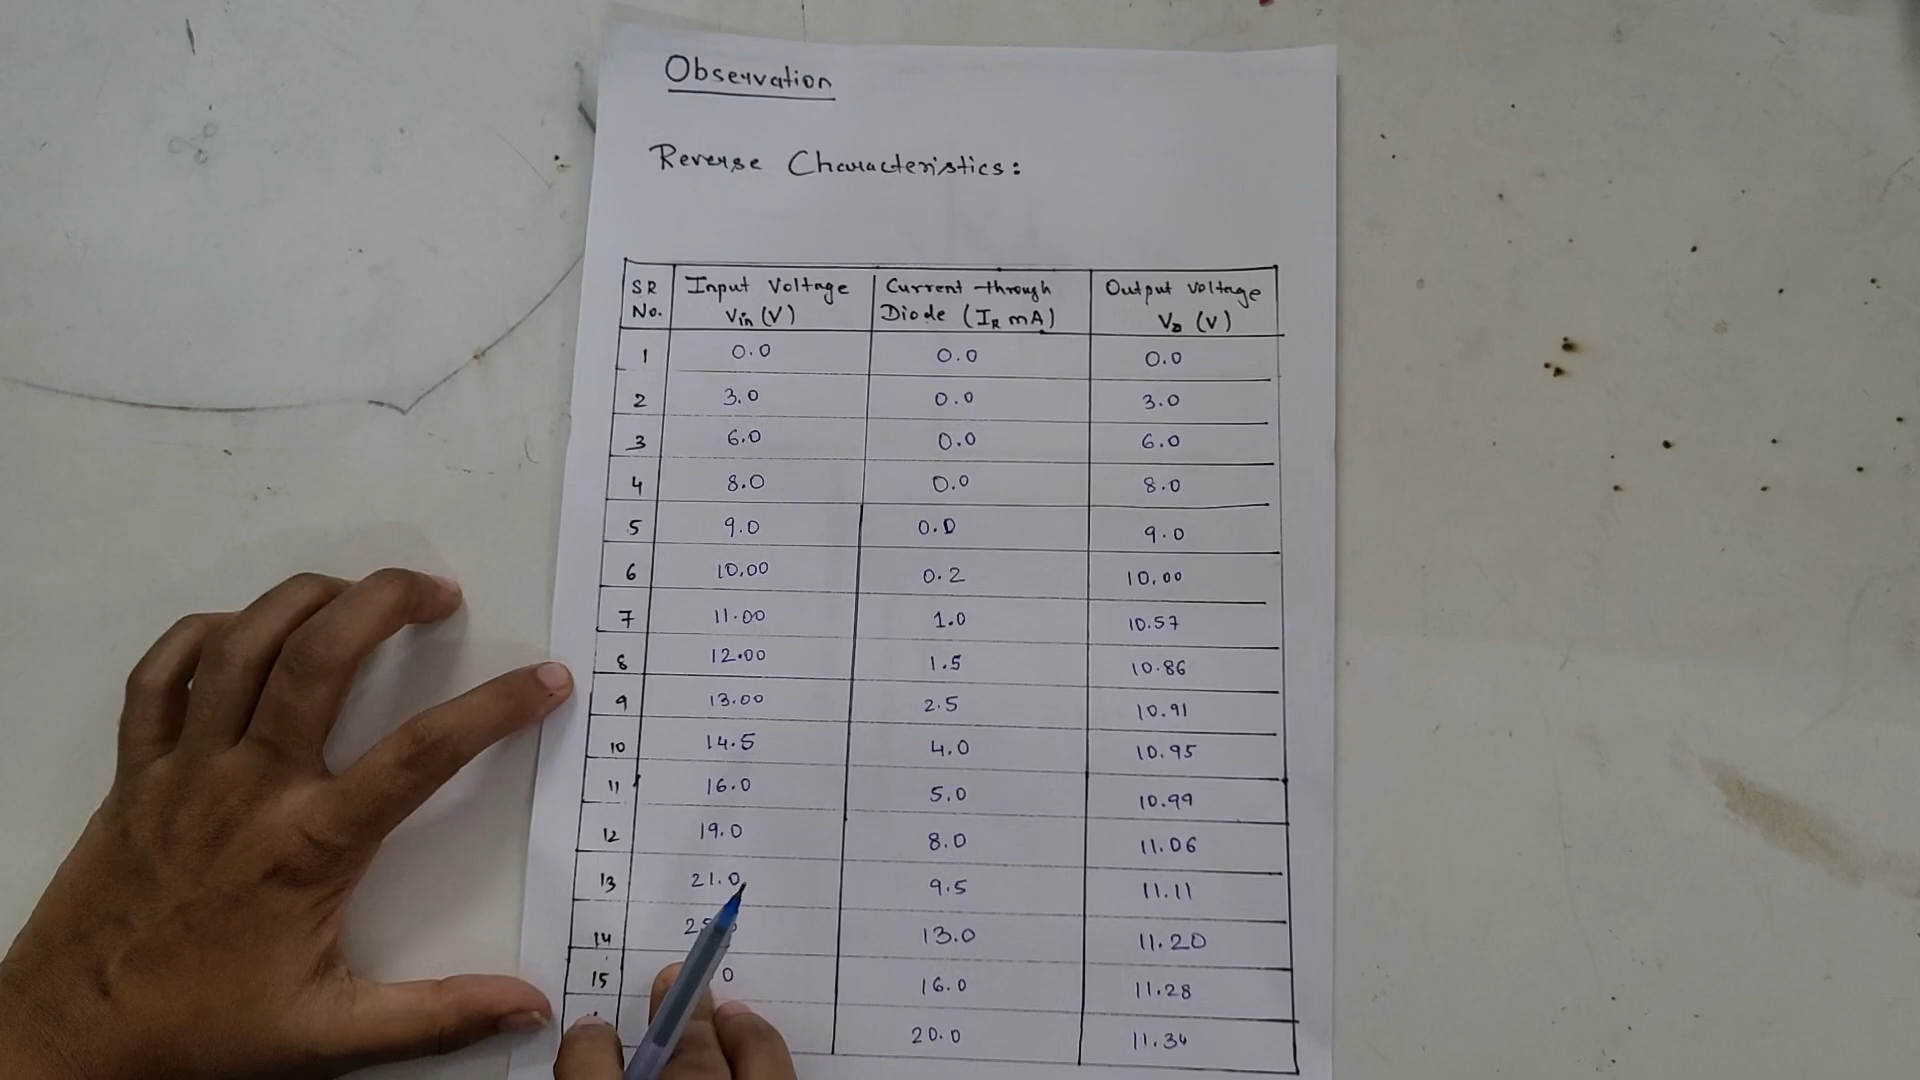 Observation
Reverse Characteristics:
SR No. Input Voltage Vin (V) Current through Diode (IR mA) Output voltage VZ (V)
1 0.0 0.0 0.0
2 3.0 0.0 3.0
3 6.0 0.0 6.0
4 8.0 0.0 8.0
5 9.0 0.0 9.0
6 10.00 0.2 10.00
7 11.00 1.0 10.57
8 12.00 1.5 10.86
9 13.00 2.5 10.91
10 14.5 4.0 10.95
11 16.0 5.0 10.99
12 19.0 8.0 11.06
13 21.0 9.5 11.11
14 13.0 11.20
15 16.0 11.28
20.0 11.34